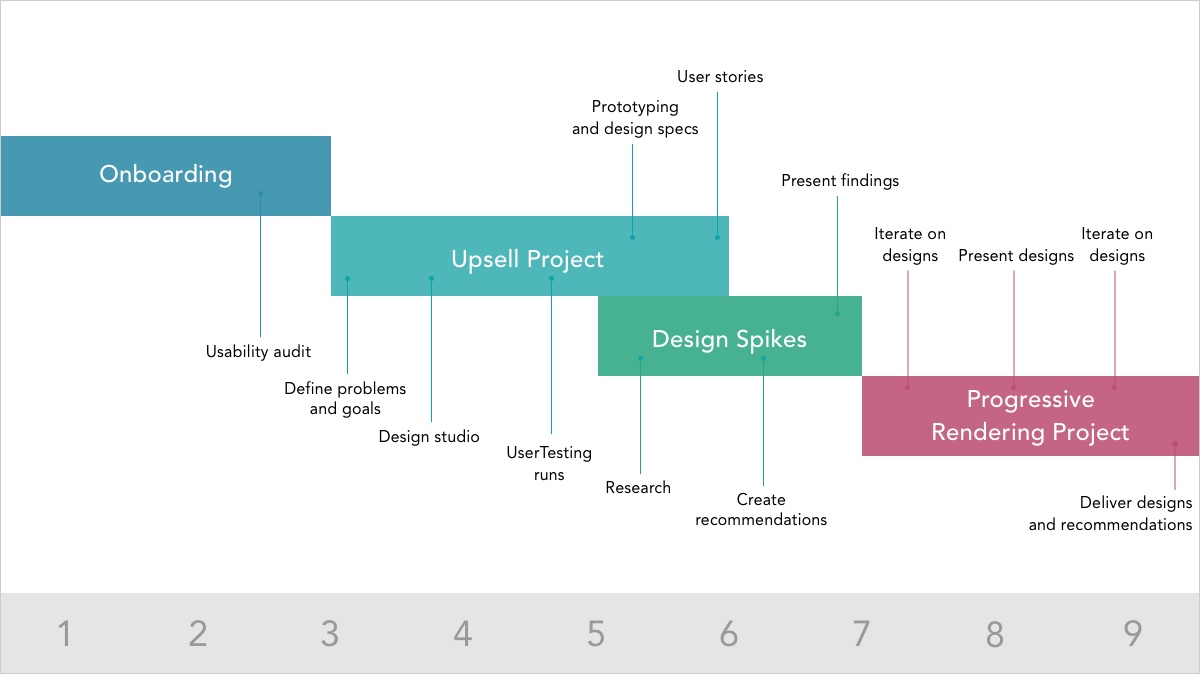 User stories
Prototyping
and design specs
Onboarding
Present findings
Iterate on
designs
Present designs
Iterate on
designs
Upsell Project
Usability audit
Design Spikes
Define problems
and goals
Progressive
Rendering Project
Design studio
UserTesting
runs
Research
Create
recommendations
Deliver designs
and recommendations
1 2 3 4 5 6 7 8 9